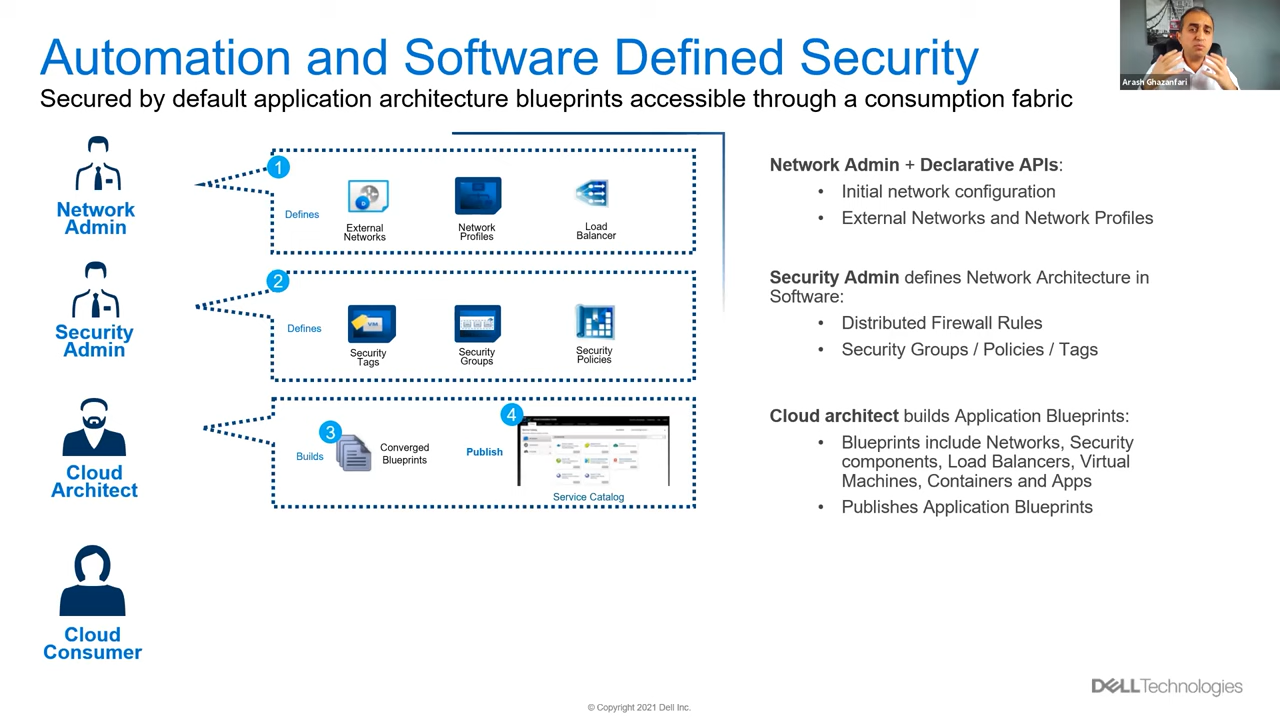 Automation and Software Defined Security
Secured by default application architecture blueprints accessible through a consumption fabric
Arash Ghazanfari
Network
Admin
1
Defines
External
Networks
Network
Profiles
Load
Balancer
Security
Admin
2
Defines
VM
Security
Tags
Security
Groups
Security
Policies
Cloud
Architect
3
Builds
Converged
Blueprints
4
Publish
Service Catalog
Cloud
Consumer
Network Admin + Declarative APIs:
• Initial network configuration
• External Networks and Network Profiles
Security Admin defines Network Architecture in
Software:
• Distributed Firewall Rules
• Security Groups / Policies / Tags
Cloud architect builds Application Blueprints:
• Blueprints include Networks, Security
components, Load Balancers, Virtual
Machines, Containers and Apps
• Publishes Application Blueprints
DELL Technologies
© Copyright 2021 Dell Inc.